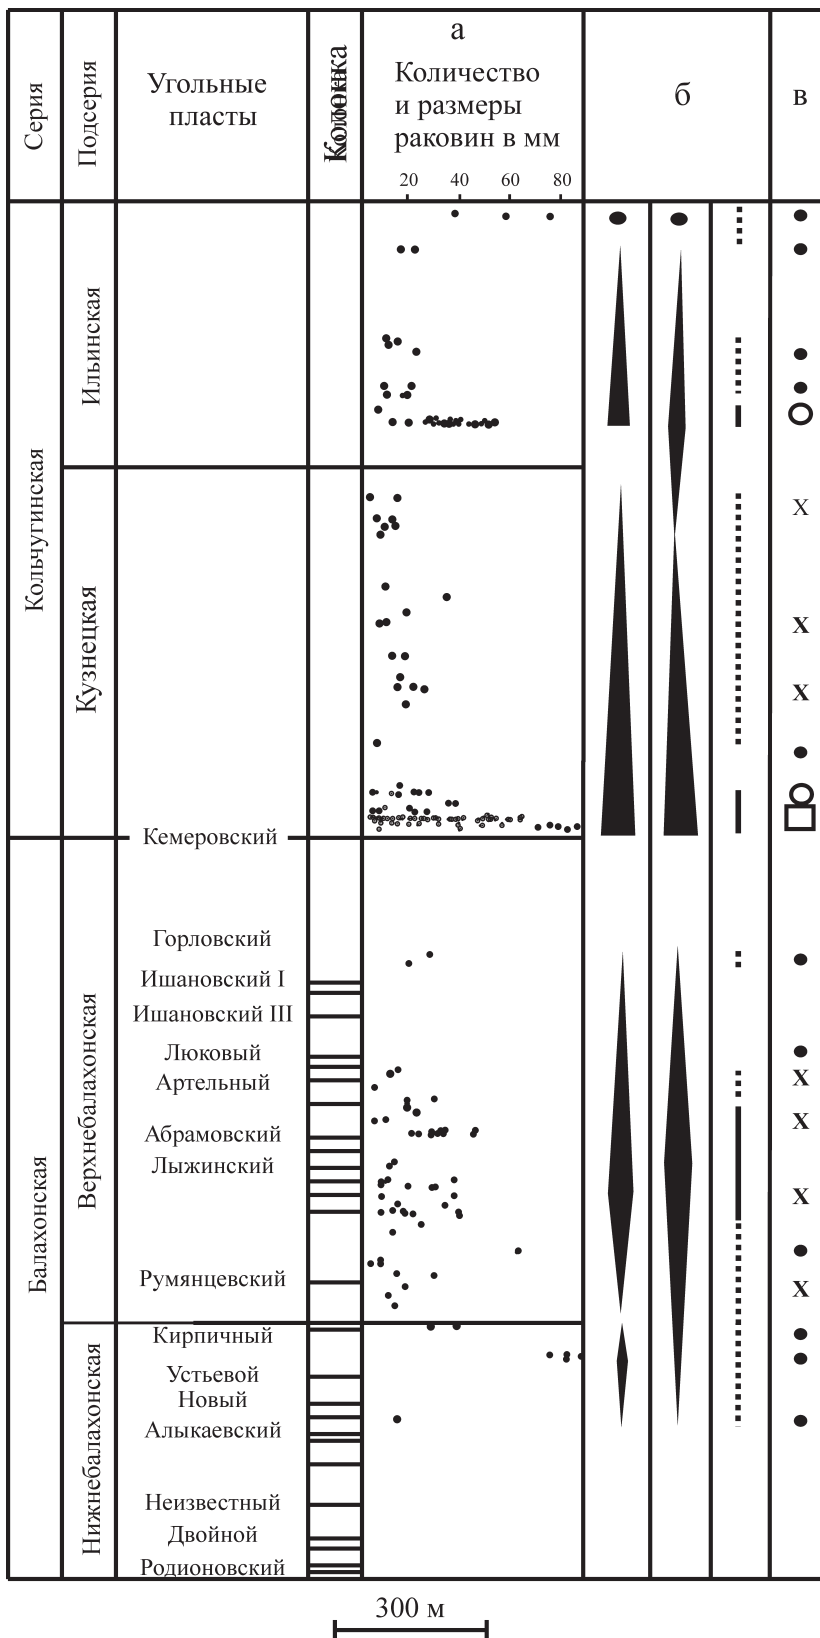 Серия
Подсерия
Угольные
пласты
Колонка
а
Количество
и размеры
раковин в мм
20 40 60 80
б
в
Кольчугинская
Ильинская
Кузнецкая
X
X
X
Кемеровский
Балахонская
Верхнебалахонская
Горловский
Ишановский I
Ишановский III
Люковый
Артельный
X
Абрамовский
X
Лыжинский
X
Румянцевский
X
Нижнебалахонская
Кирпичный
Устьевой
Новый
Алыкаевский
Неизвестный
Двойной
Родионовский
300 м